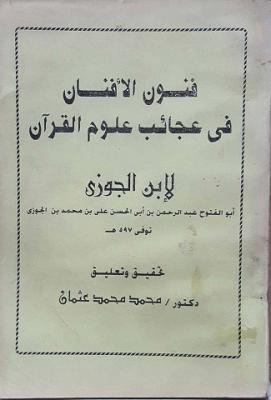 فنون الأفنان
فى عجائب علوم القرآن
لابن الجوزى
أبو الفتوح عبد الرحمن بن أبى الحسن على بن محمد بن الجوزى
توفى ٥٩٧ هـ
تحقيق وتعليق
دكتور / محمد محمد عثمان